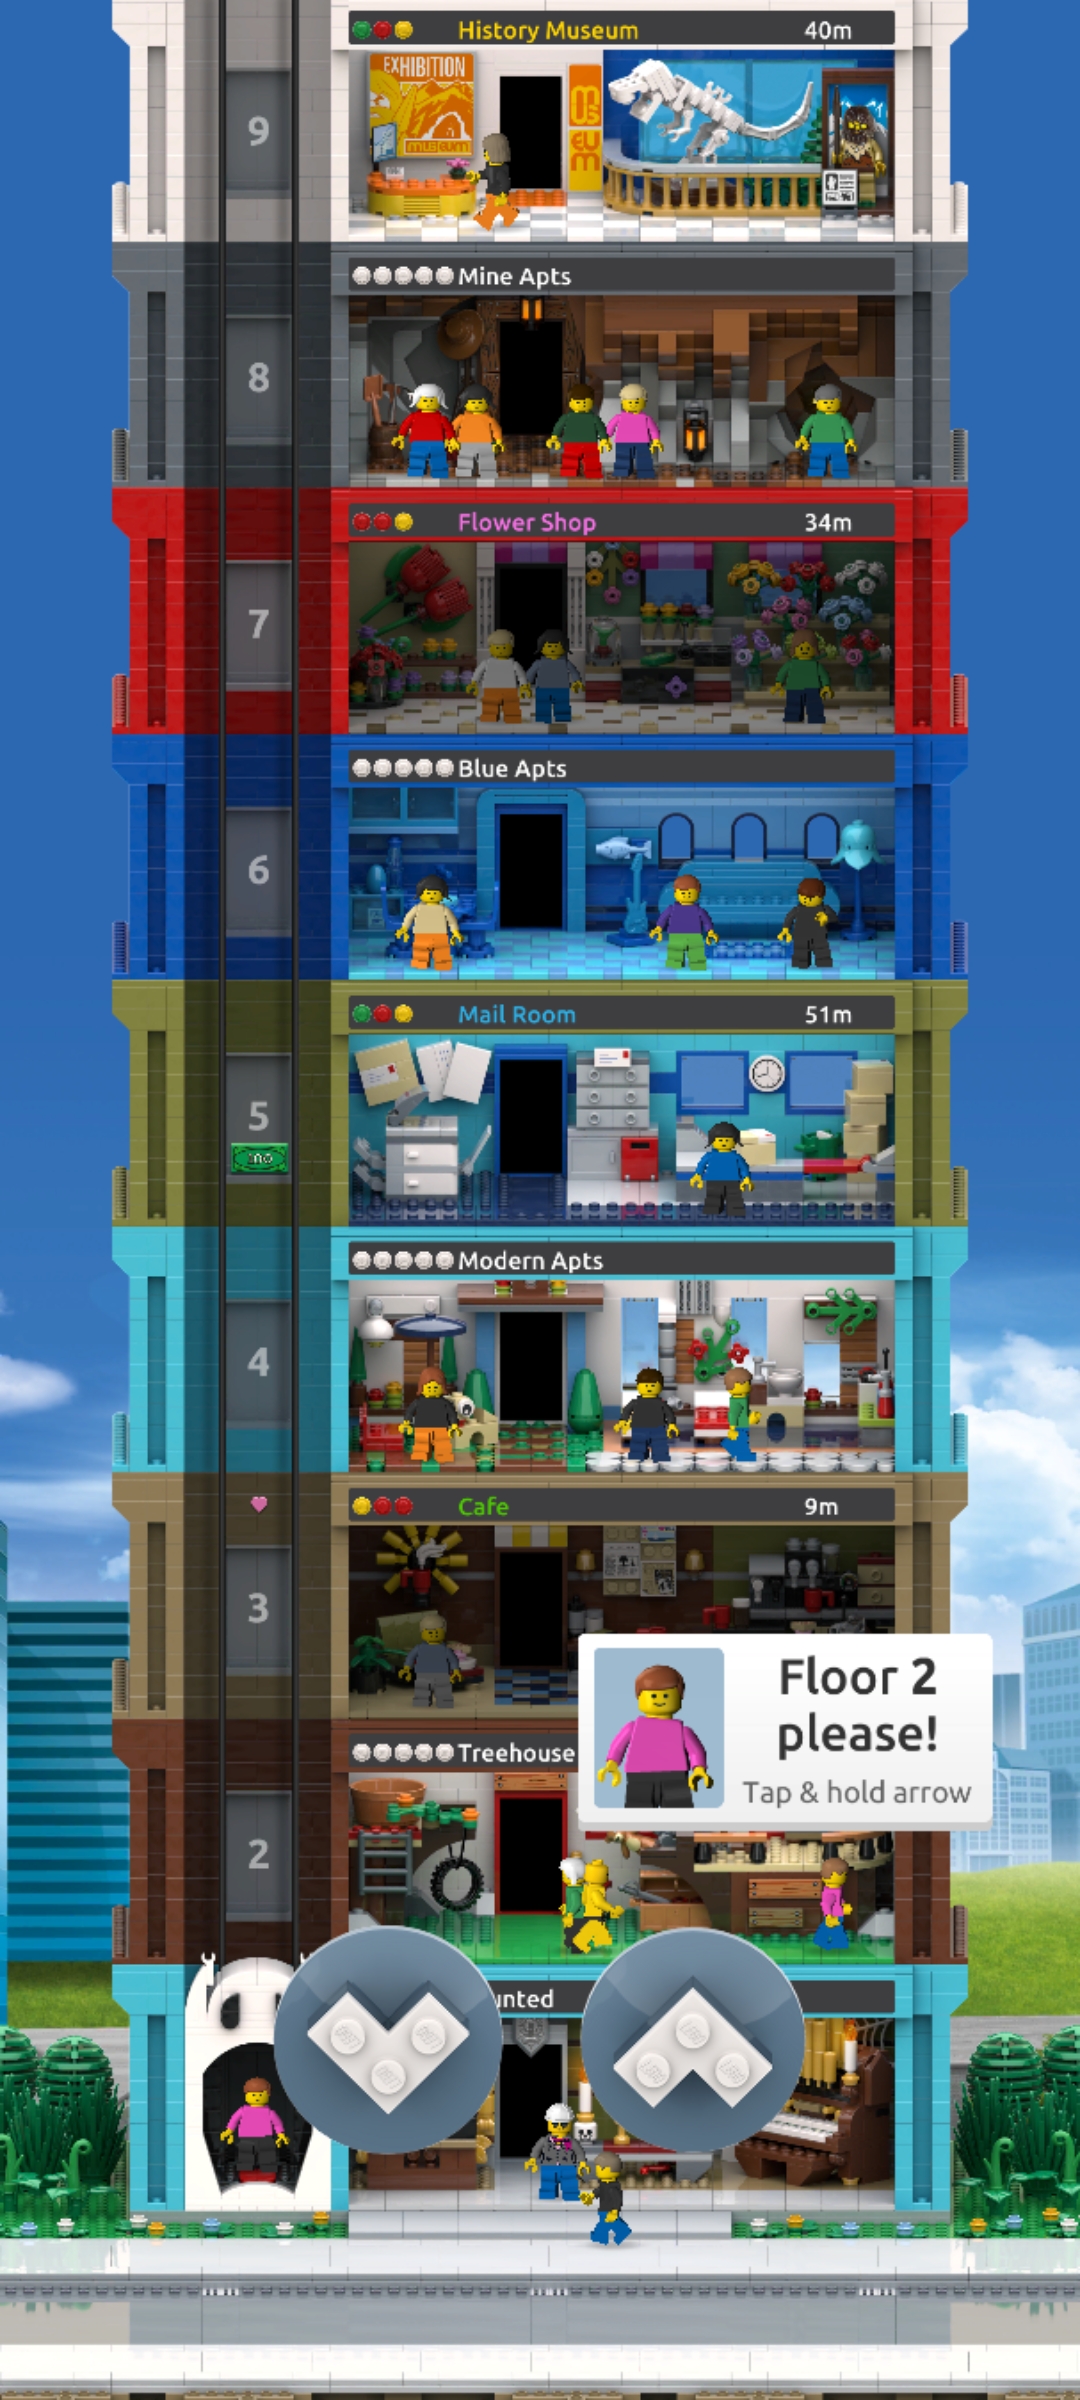 History Museum 40m
EXHIBITION
MUSEUM
MUSEUM
9
Mine Apts
8
Flower Shop 34m
7
Blue Apts
6
Mail Room 51m
5
100
Modern Apts
4
Cafe 9m
3
Floor 2
please!
Tap & hold arrow
Treehouse
2
unted